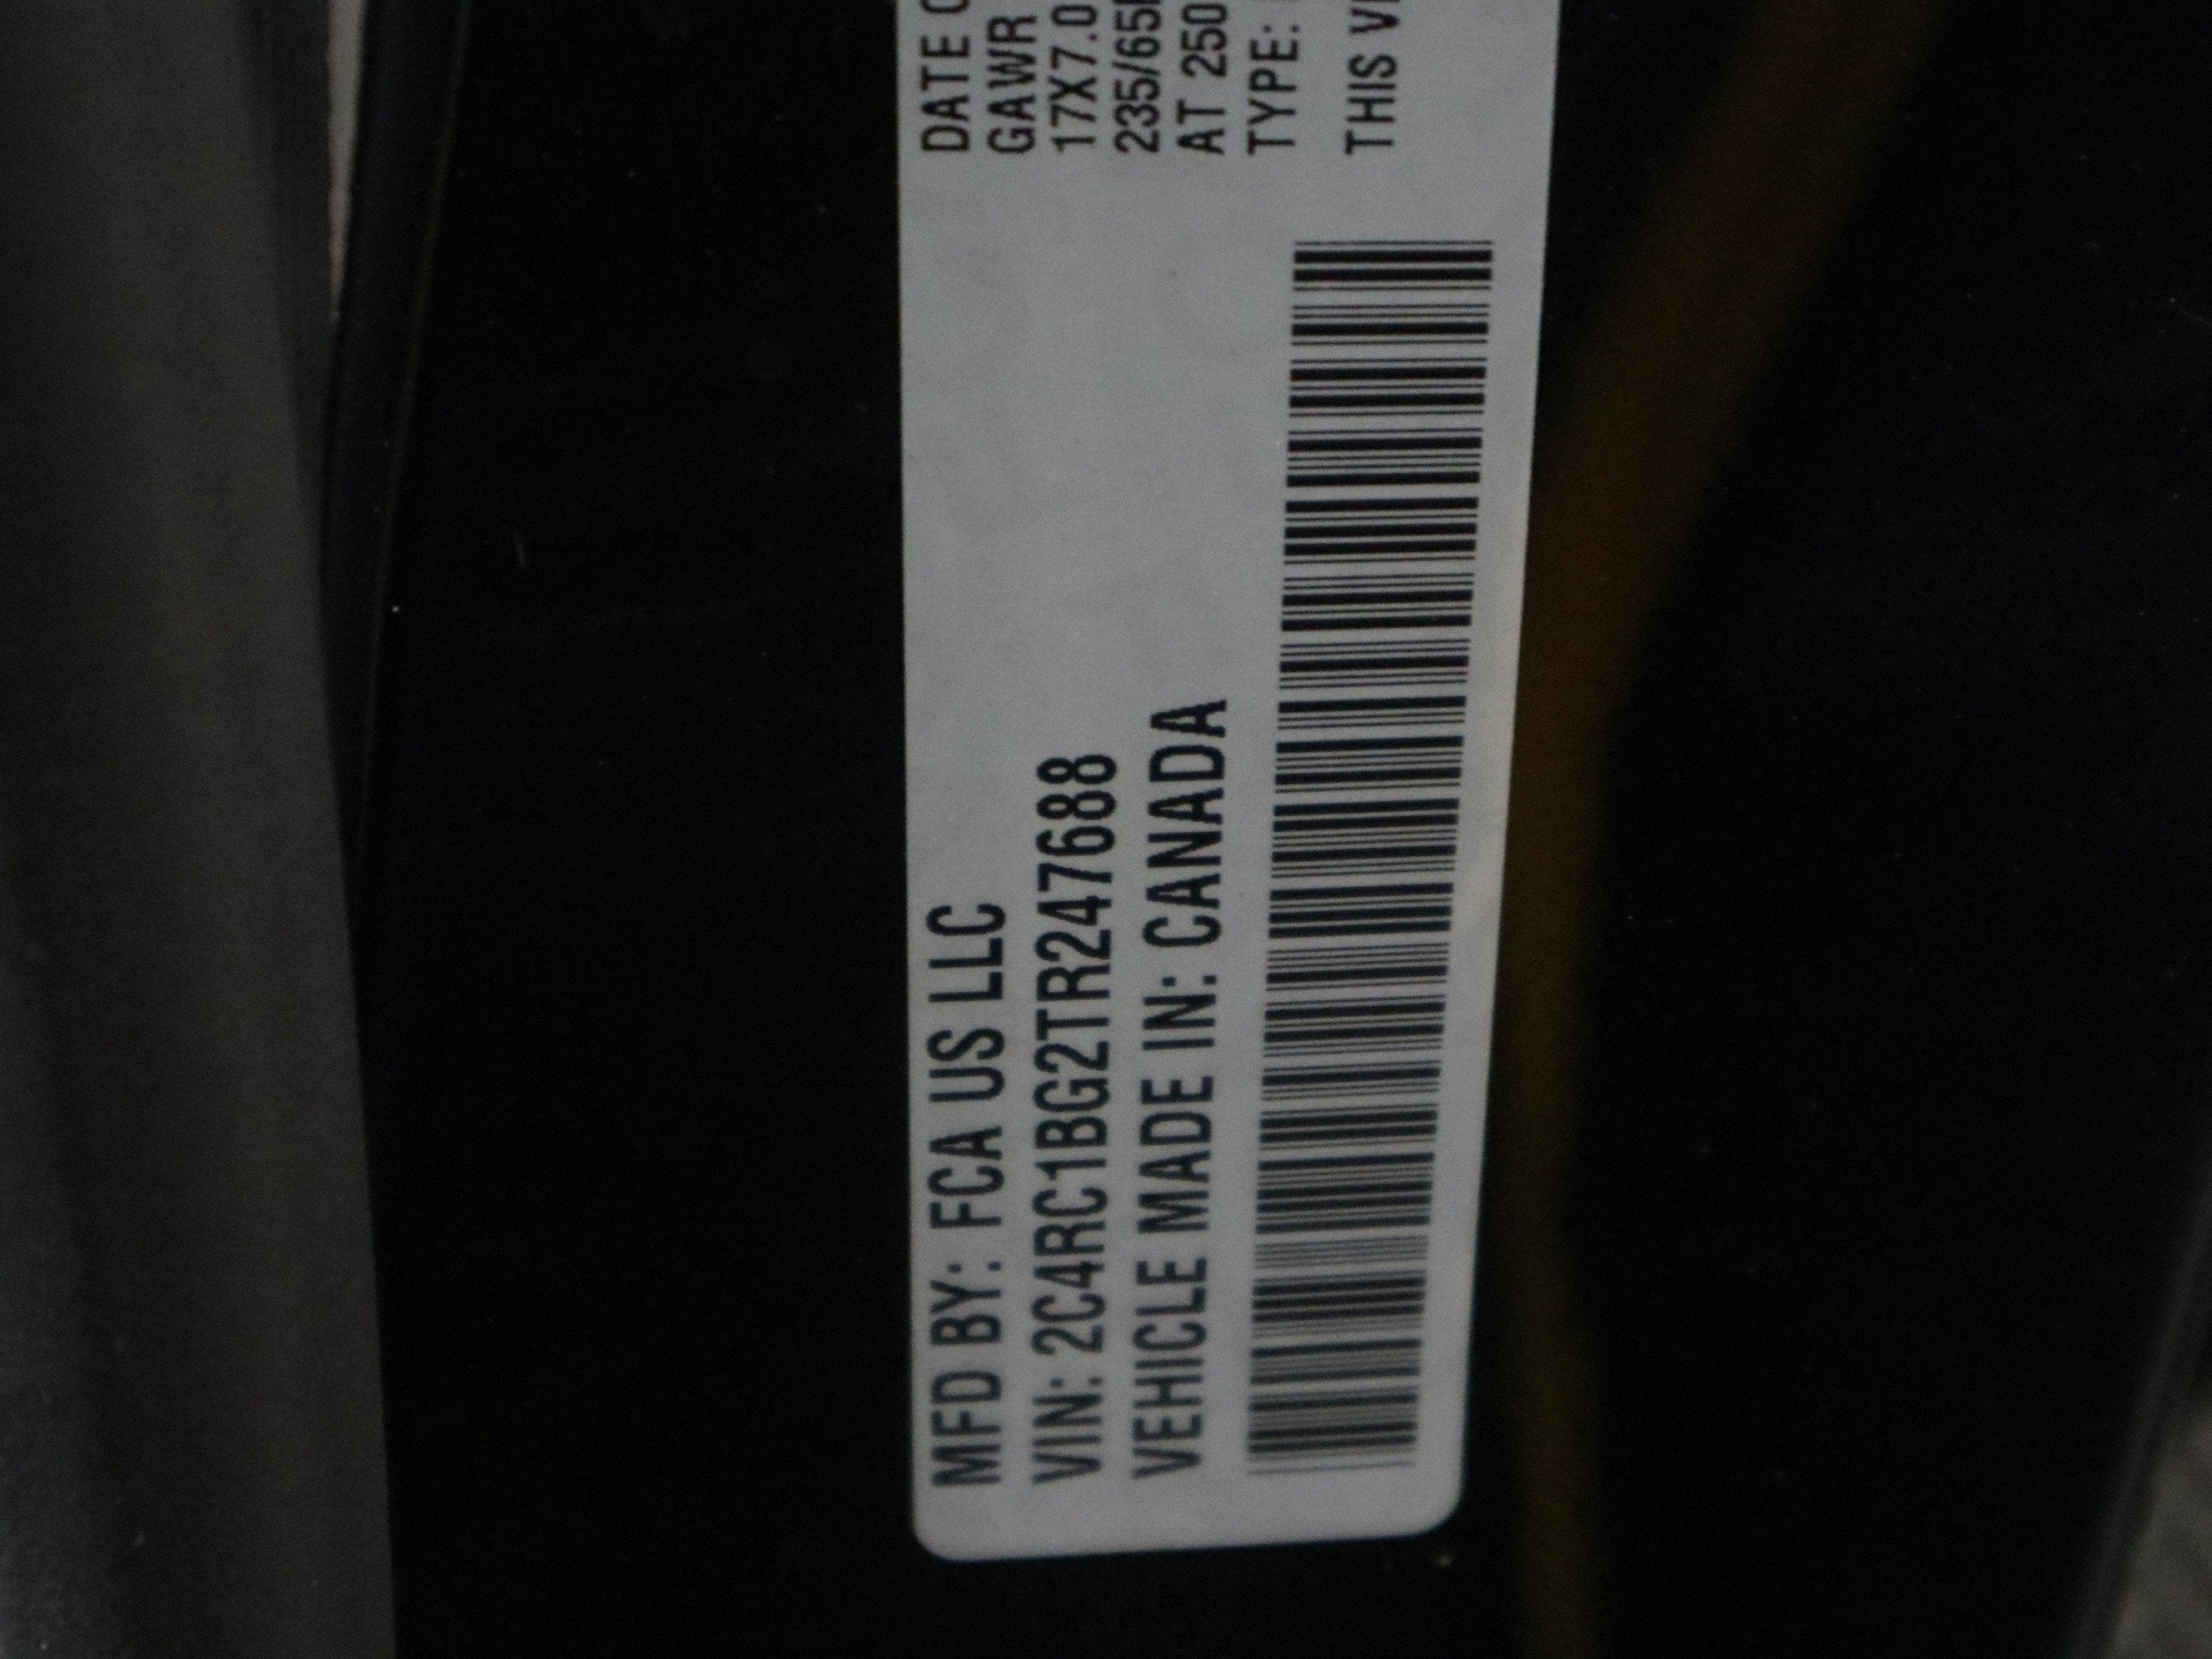 MFD BY: FCA US LLC
VIN: 2C4RC1BG2TR247688
VEHICLE MADE IN: CANADA
DATE
GAWR
17X7.0
235/65
AT 250
TYPE:
THIS